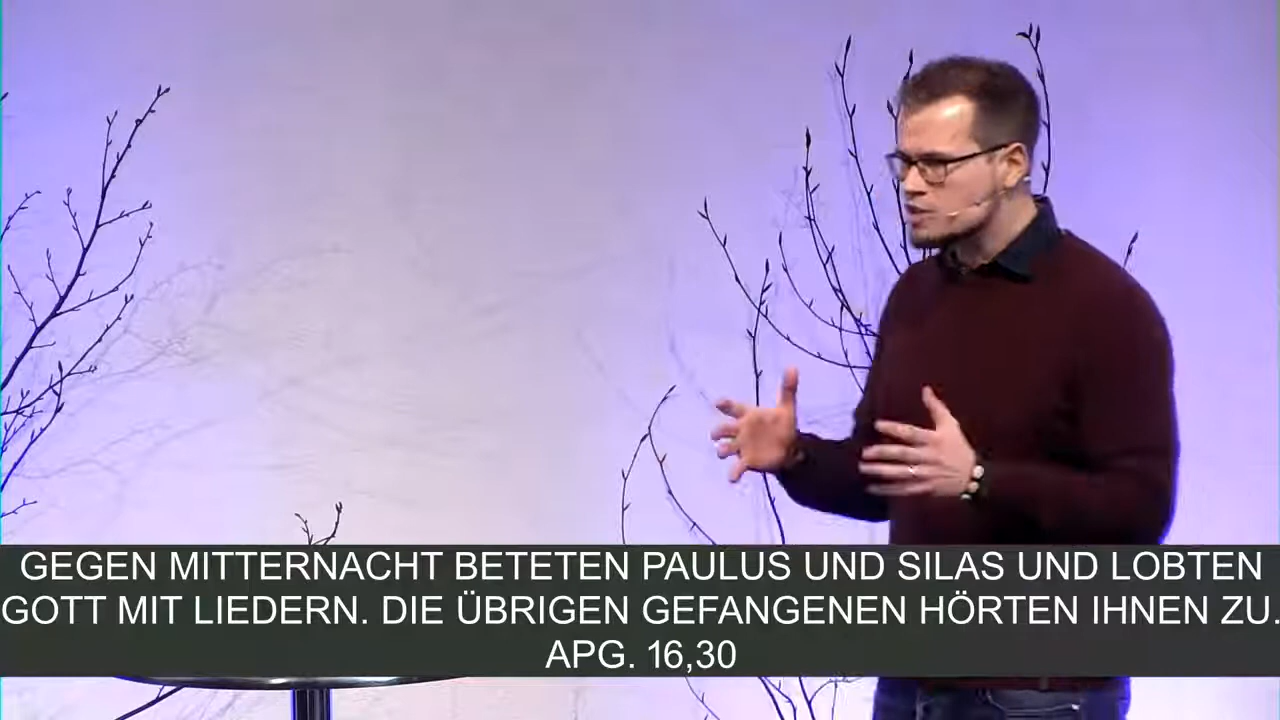 GEGEN MITTERNACHT BETETEN PAULUS UND SILAS UND LOBTEN
GOTT MIT LIEDERN. DIE ÜBRIGEN GEFANGENEN HÖRTEN IHNEN ZU.
APG. 16,30